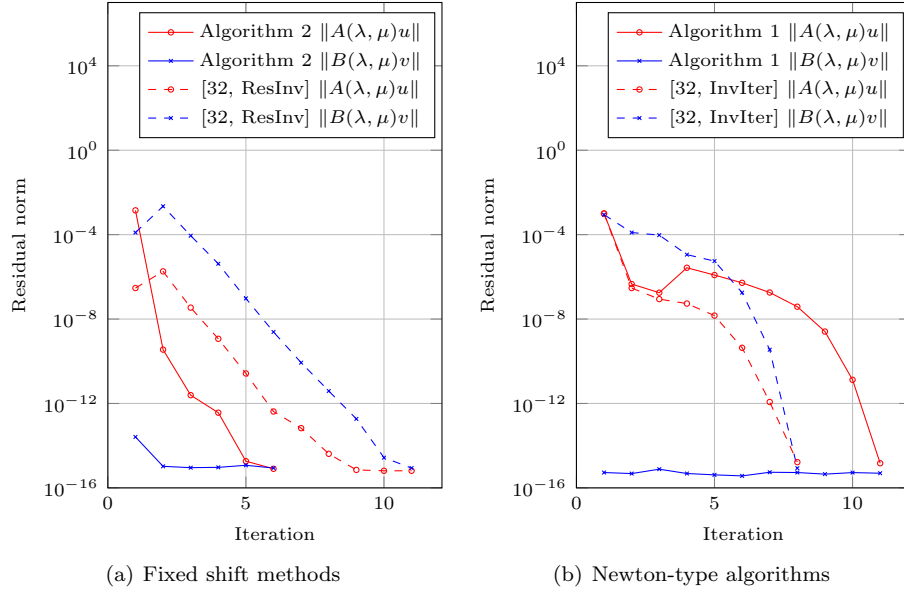 Algorithm 2 ‖A(λ, μ)u‖
Algorithm 2 ‖B(λ, μ)v‖
[32, ResInv] ‖A(λ, μ)u‖
[32, ResInv] ‖B(λ, μ)v‖
10^4
10^0
10^−4
10^−8
10^−12
10^−16
Residual norm
0
5
10
Iteration
(a) Fixed shift methods
Algorithm 1 ‖A(λ, μ)u‖
Algorithm 1 ‖B(λ, μ)v‖
[32, InvIter] ‖A(λ, μ)u‖
[32, InvIter] ‖B(λ, μ)v‖
10^4
10^0
10^−4
10^−8
10^−12
10^−16
Residual norm
0
5
10
Iteration
(b) Newton-type algorithms